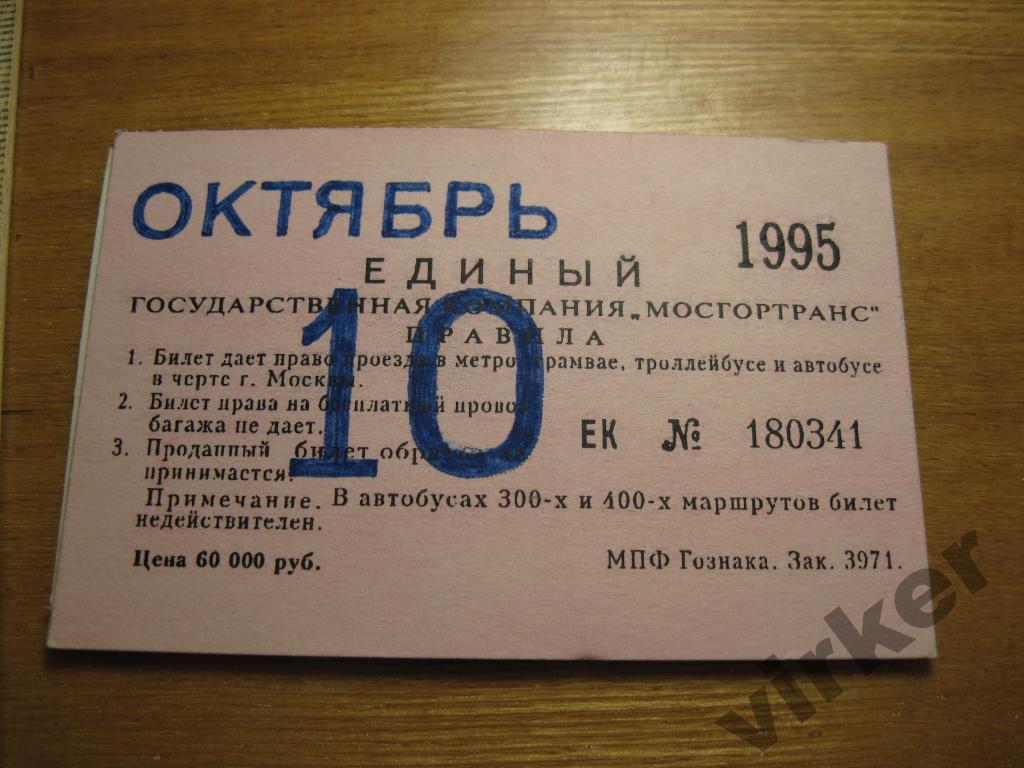 ОКТЯБРЬ
1995
ЕДИНЫЙ
ГОСУДАРСТВЕННАЯ КОМПАНИЯ „МОСГОРТРАНС"
ПРАВИЛА
10
1. Билет дает право проезда в метро, трамвае, троллейбусе и автобусе
в черте г. Москвы.
2. Билет права на бесплатный провоз
багажа не дает.
ЕК № 180341
3. Проданный билет обратно не
принимается.
Примечание. В автобусах 300-х и 400-х маршрутов билет
недействителен.
Цена 60 000 руб.
МПФ Гознака. Зак. 3971.
virker